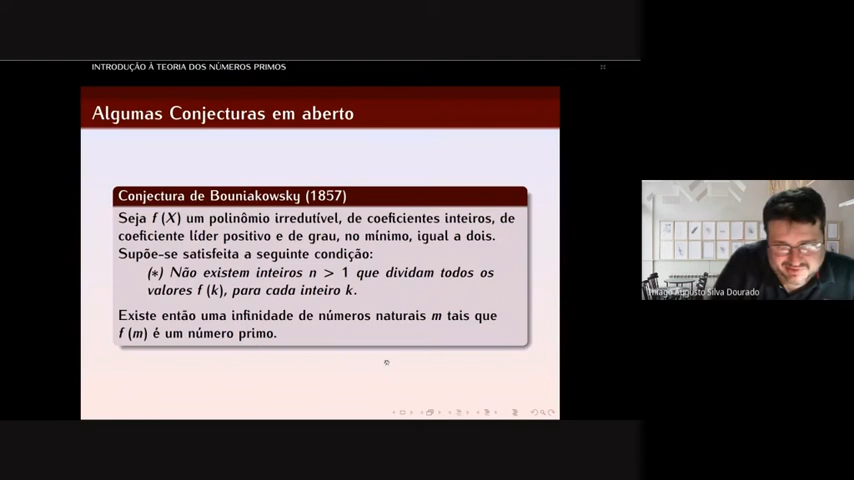 INTRODUÇÃO À TEORIA DOS NÚMEROS PRIMOS
Algumas Conjecturas em aberto
Conjectura de Bouniakowsky (1857)
Seja f (X) um polinômio irredutível, de coeficientes inteiros, de
coeficiente líder positivo e de grau, no mínimo, igual a dois.
Supõe-se satisfeita a seguinte condição:
(*) Não existem inteiros n > 1 que dividam todos os
valores f (k), para cada inteiro k.
Existe então uma infinidade de números naturais m tais que
f (m) é um número primo.
Thiago Augusto Silva Dourado